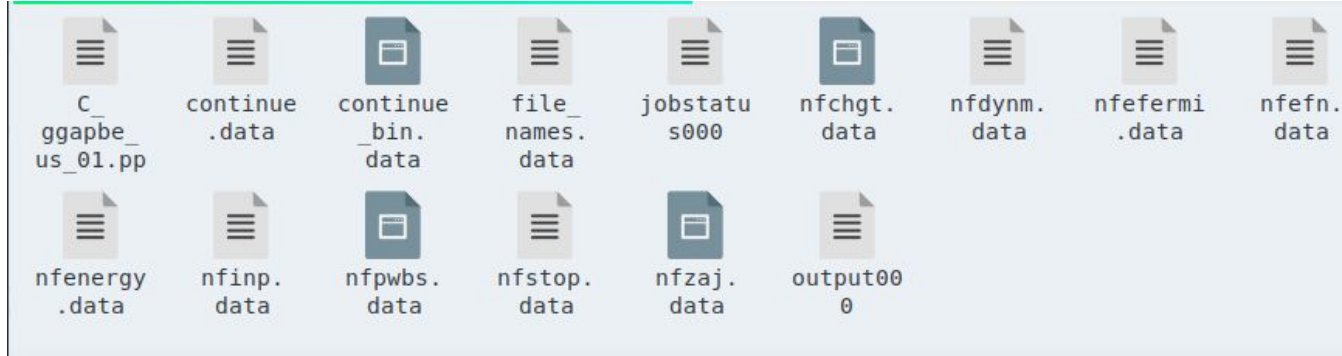 C_
ggapbe_
us_01.pp
continue
.data
continue
_bin.
data
file_
names.
data
jobstatu
s000
nfchgt.
data
nfdynm.
data
nfefermi
.data
nfefn.
data
nfenergy
.data
nfinp.
data
nfpwbs.
data
nfstop.
data
nfzaj.
data
output00
0